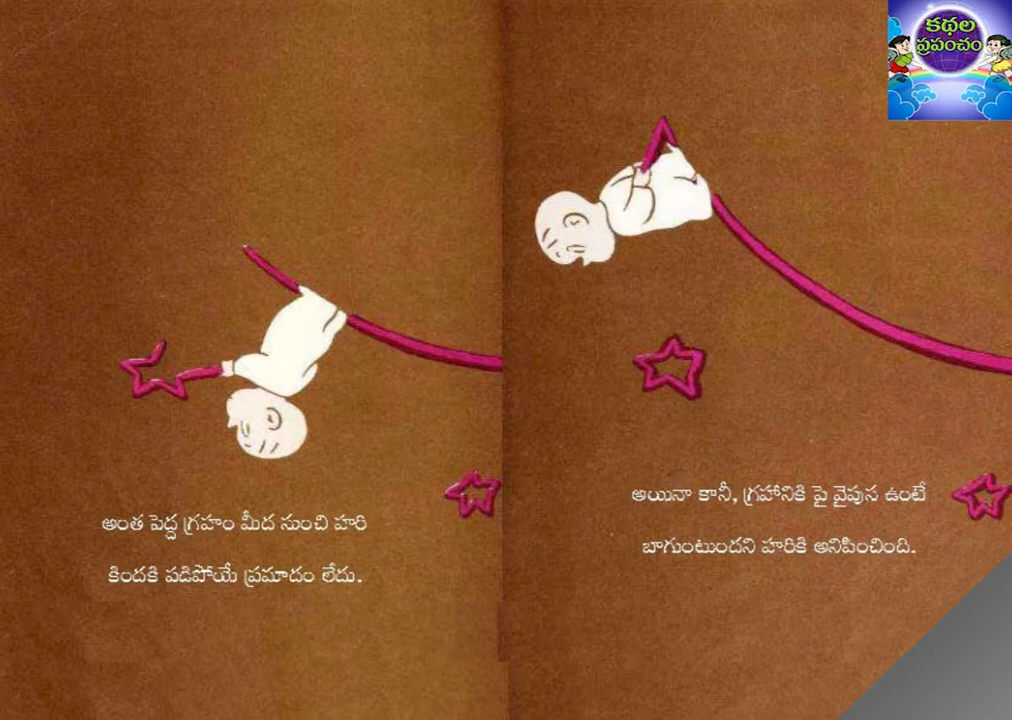 కథల
ప్రపంచం
అంత పెద్ద గ్రహం మీద నుంచి హరి
కిందకి పడిపోయే ప్రమాదం లేదు.
అయినా కానీ, గ్రహానికి పై వైపున ఉంటే
బాగుంటుందని హరికి అనిపించింది.